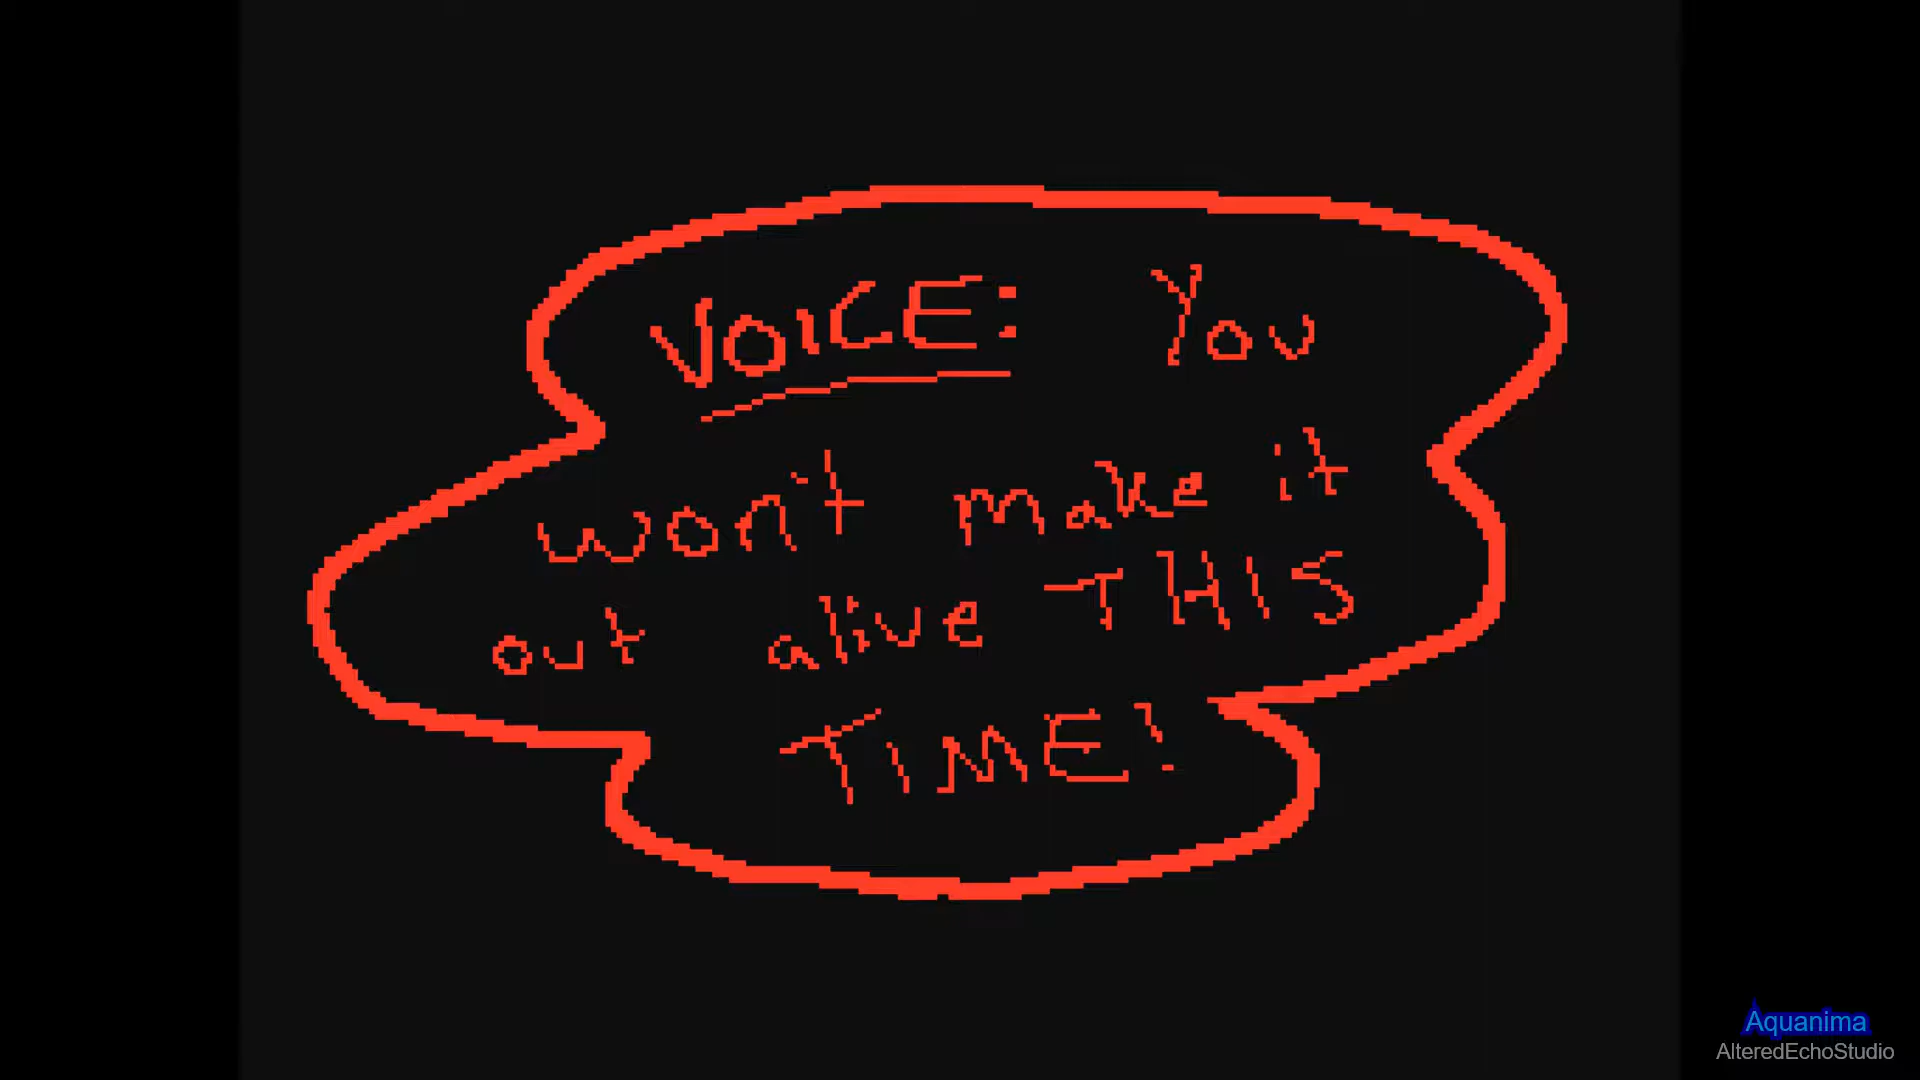 VOICE: You
won't make it
out alive THIS
TIME!
Aquanima
AlteredEchoStudio